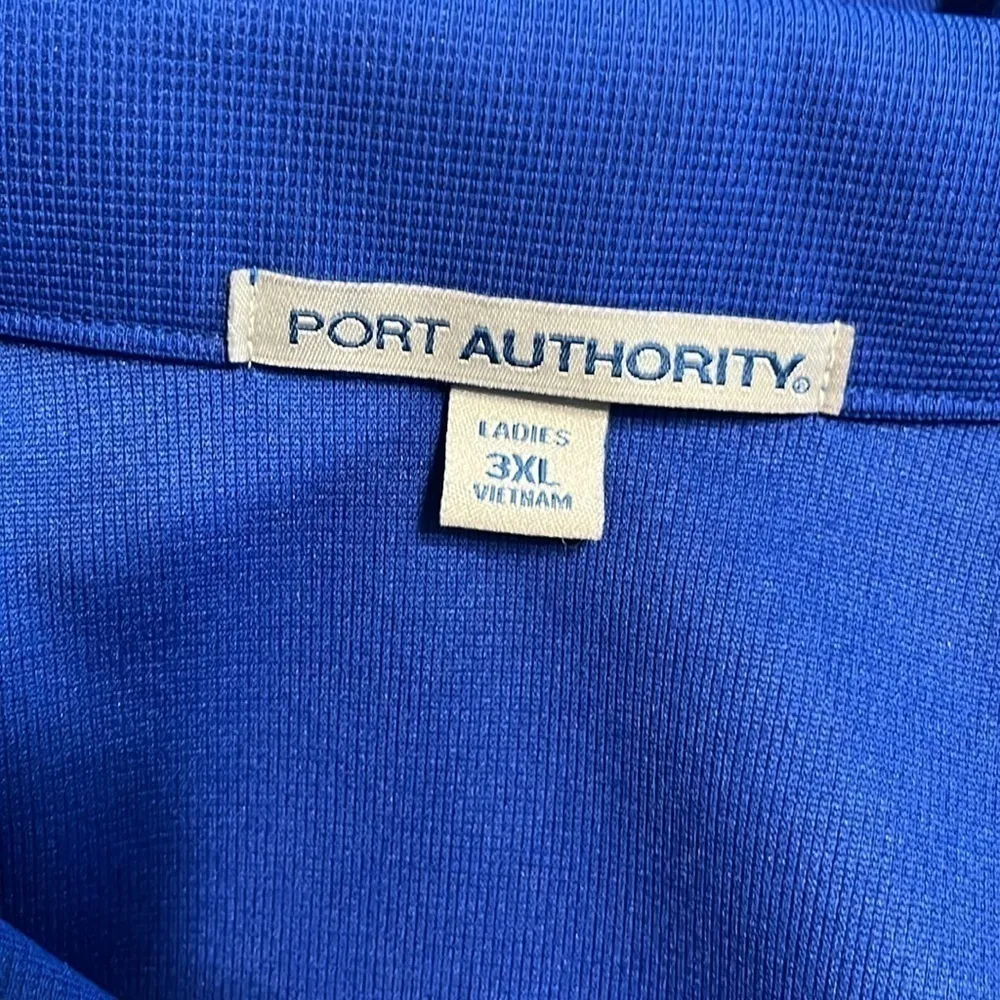 PORT AUTHORITY®
LADIES
3XL
VIETNAM